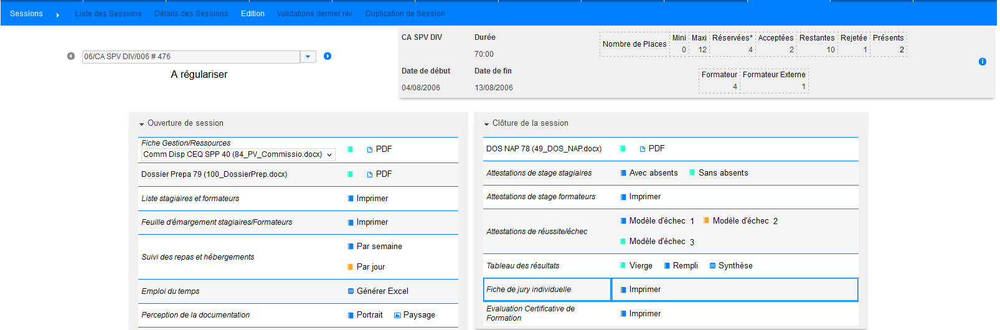 Sessions Liste des Sessions Détails des Sessions Edition Validations dernier niv. Duplication de Session
06/CA SPV DIV/006 # 476
A régulariser
CA SPV DIV Durée
70:00
Date de début Date de fin
04/08/2006 13/08/2006
Nombre de Places Mini Maxi Réservées* Acceptées Restantes Rejetée Présents
0 12 4 2 10 1 2
Formateur Formateur Externe
4 1
Ouverture de session
Fiche Gestion/Ressources
Comm Disp CEQ SPP 40 (84_PV_Commissio.docx) PDF
Dossier Prepa 79 (100_DossierPrep.docx) PDF
Liste stagiaires et formateurs Imprimer
Feuille d'émargement stagiaires/Formateurs Imprimer
Suivi des repas et hébergements Par semaine
Par jour
Emploi du temps Générer Excel
Perception de la documentation Portrait Paysage
Clôture de la session
DOS NAP 78 (49_DOS_NAP.docx) PDF
Attestations de stage stagiaires Avec absents Sans absents
Attestations de stage formateurs Imprimer
Attestations de réussite/échec Modèle d'échec 1 Modèle d'échec 2
Modèle d'échec 3
Tableau des résultats Vierge Rempli Synthèse
Fiche de jury individuelle Imprimer
Evaluation Certificative de
Formation Imprimer